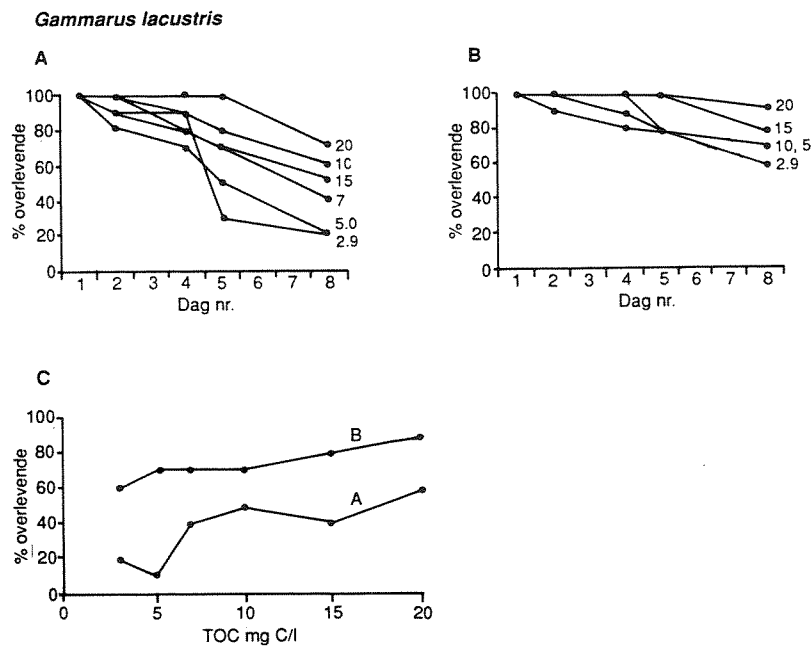 Gammarus lacustris
A
% overlevende
100
80
60
40
20
0
1 2 3 4 5 6 7 8
Dag nr.
20
10
15
7
5.0
2.9
B
% overlevende
100
80
60
40
20
0
1 2 3 4 5 6 7 8
Dag nr.
20
15
10, 5
2.9
C
% overlevende
100
80
60
40
20
0
B
A
0 5 10 15 20
TOC mg C/l